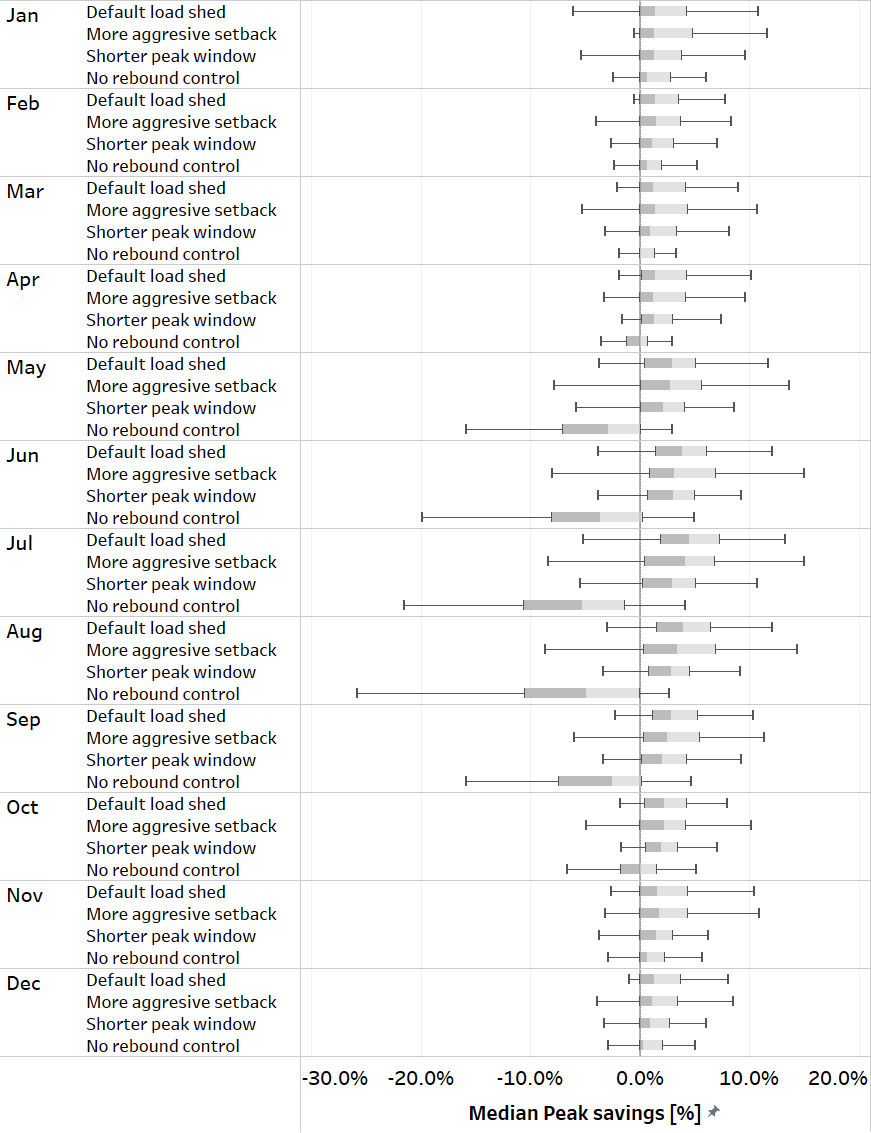 Jan Default load shed
More aggresive setback
Shorter peak window
No rebound control
Feb Default load shed
More aggresive setback
Shorter peak window
No rebound control
Mar Default load shed
More aggresive setback
Shorter peak window
No rebound control
Apr Default load shed
More aggresive setback
Shorter peak window
No rebound control
May Default load shed
More aggresive setback
Shorter peak window
No rebound control
Jun Default load shed
More aggresive setback
Shorter peak window
No rebound control
Jul Default load shed
More aggresive setback
Shorter peak window
No rebound control
Aug Default load shed
More aggresive setback
Shorter peak window
No rebound control
Sep Default load shed
More aggresive setback
Shorter peak window
No rebound control
Oct Default load shed
More aggresive setback
Shorter peak window
No rebound control
Nov Default load shed
More aggresive setback
Shorter peak window
No rebound control
Dec Default load shed
More aggresive setback
Shorter peak window
No rebound control
-30.0% -20.0% -10.0% 0.0% 10.0% 20.0%
Median Peak savings [%]